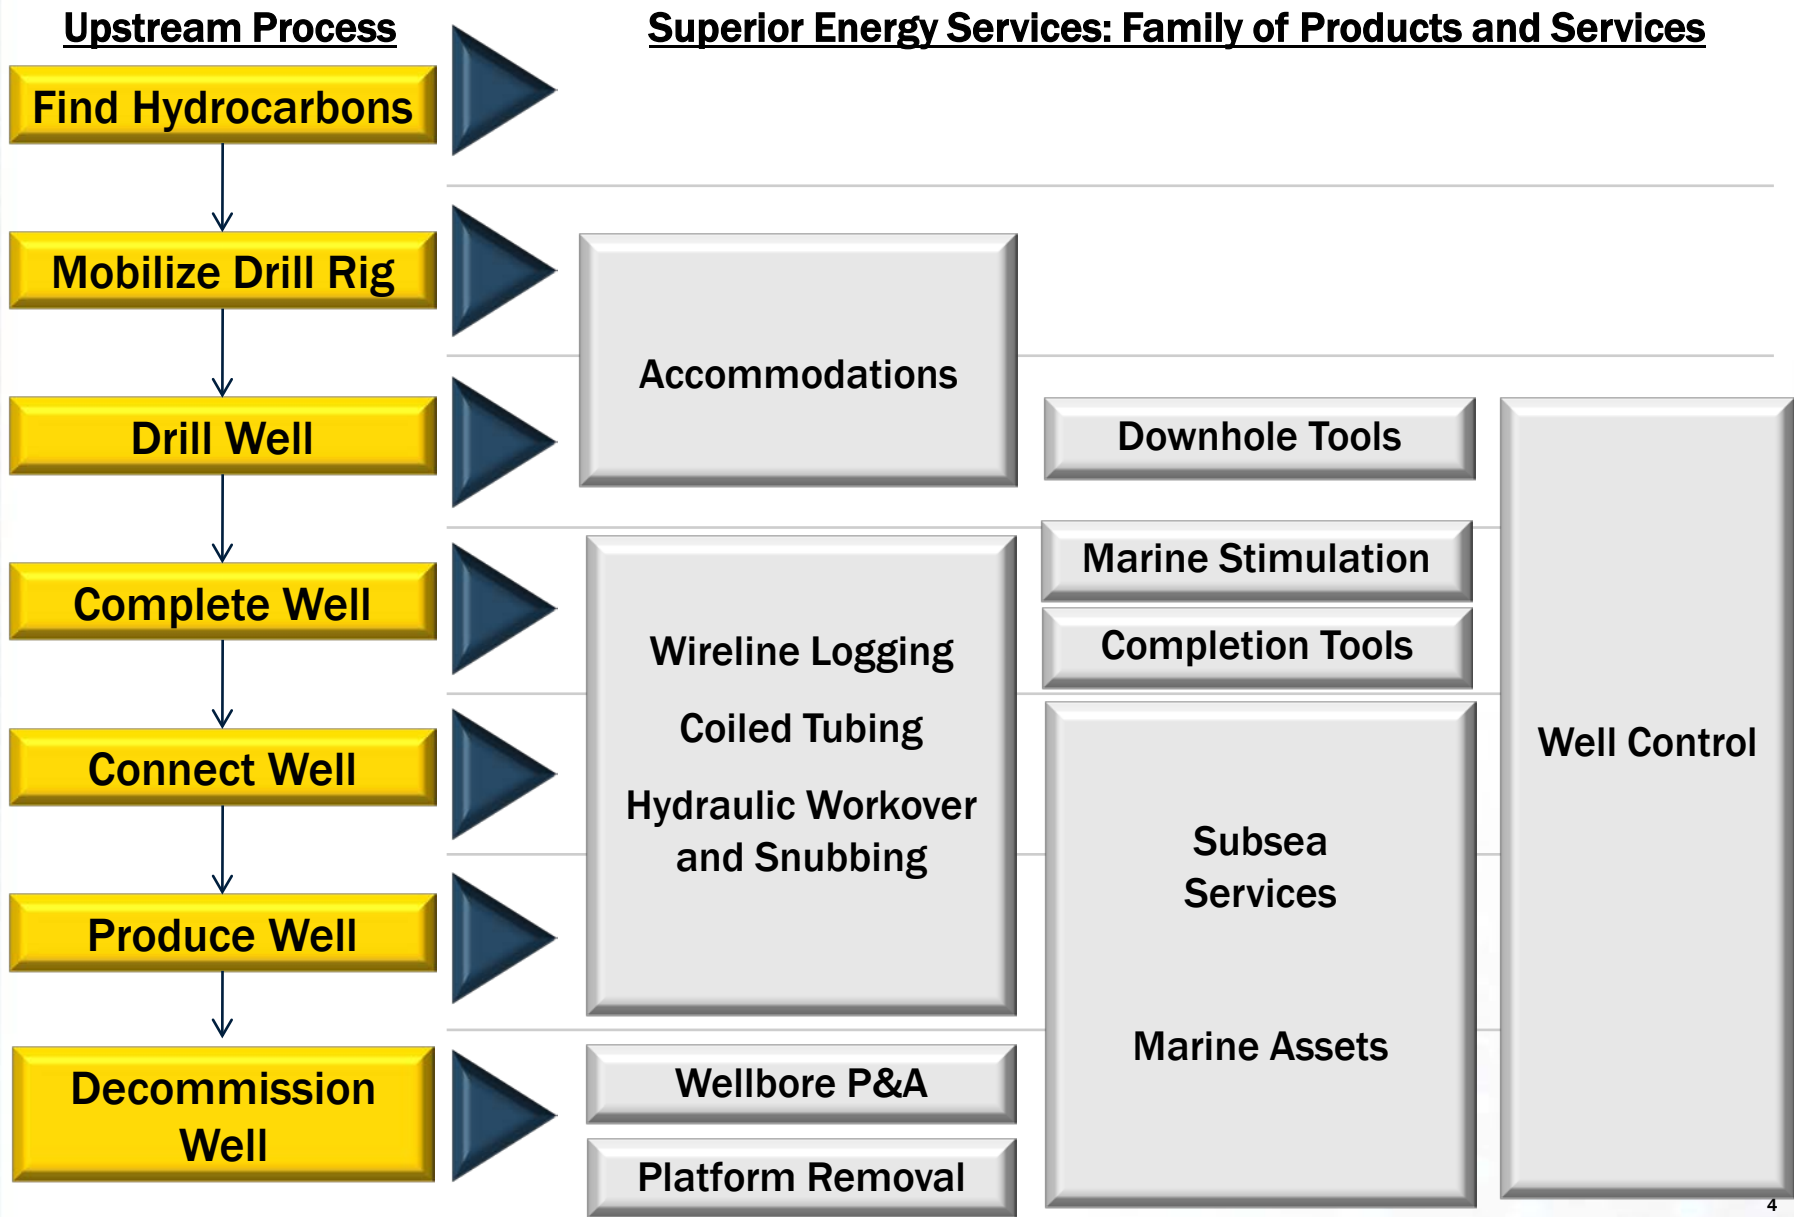 Upstream Process
Superior Energy Services: Family of Products and Services
Find Hydrocarbons
Mobilize Drill Rig
Drill Well
Complete Well
Connect Well
Produce Well
Decommission
Well
Accommodations
Downhole Tools
Marine Stimulation
Completion Tools
Wireline Logging
Coiled Tubing
Hydraulic Workover
and Snubbing
Subsea
Services
Marine Assets
Well Control
Wellbore P&A
Platform Removal
4